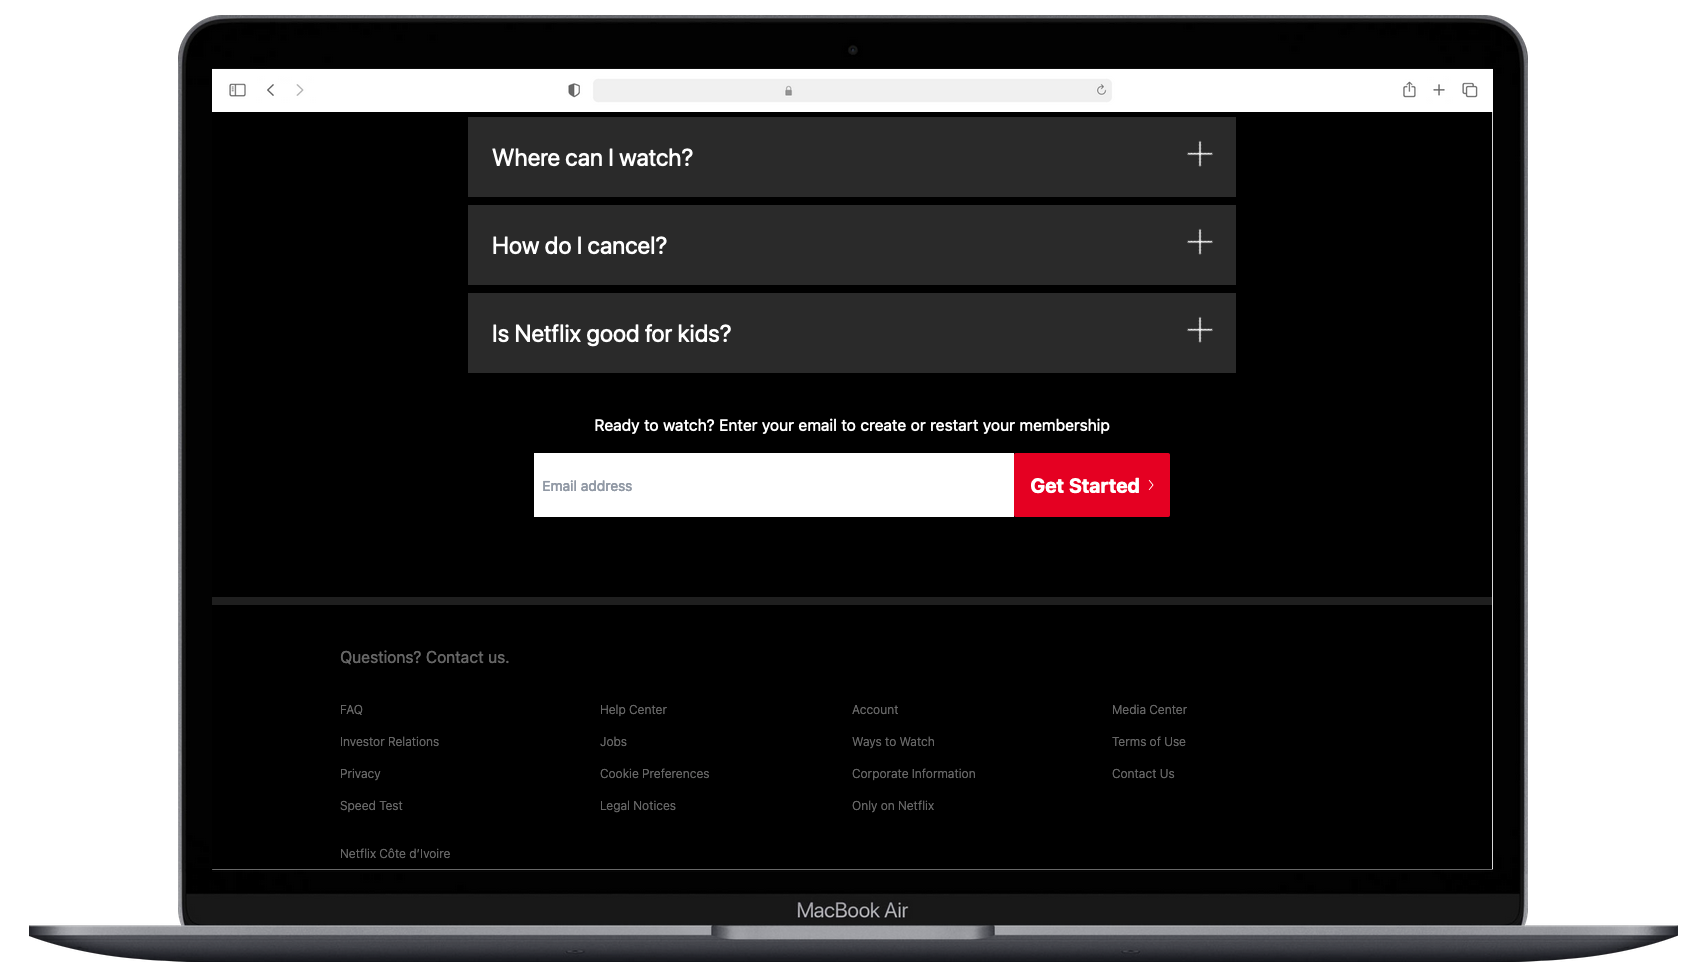 Where can I watch?
How do I cancel?
Is Netflix good for kids?
Ready to watch? Enter your email to create or restart your membership
Email address
Get Started
Questions? Contact us.
FAQ
Help Center
Account
Media Center
Investor Relations
Jobs
Ways to Watch
Terms of Use
Privacy
Cookie Preferences
Corporate Information
Contact Us
Speed Test
Legal Notices
Only on Netflix
Netflix Côte d’Ivoire
MacBook Air